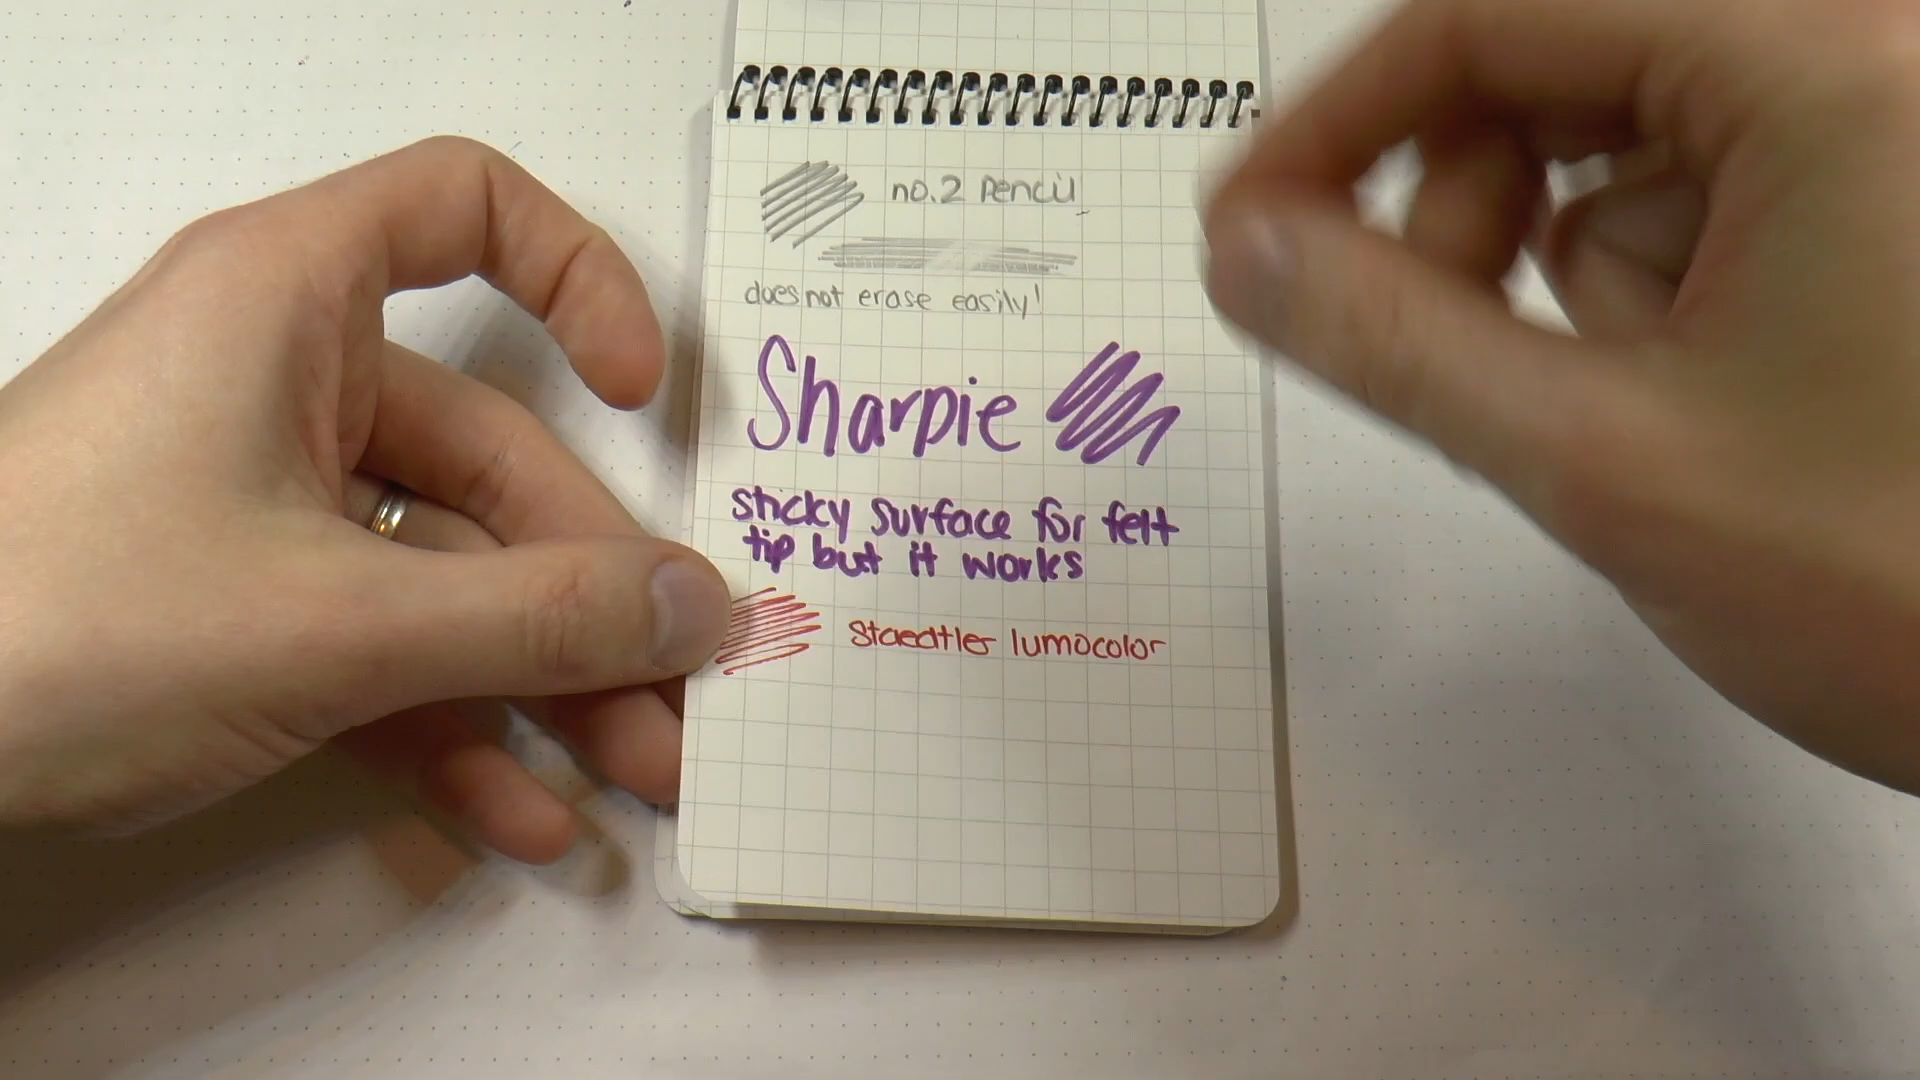 no.2 pencil
does not erase easily!
Sharpie
sticky surface for felt
tip but it works
staedtler lumocolor